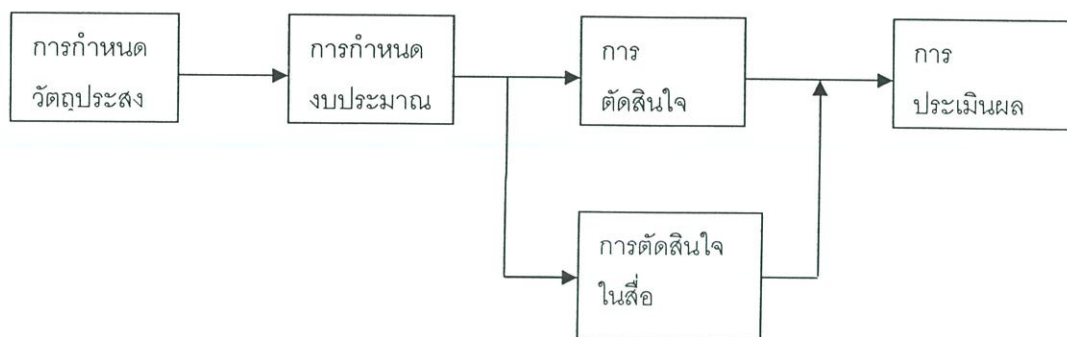 การกำหนด
วัตถุประสง
การกำหนด
งบประมาณ
การ
ตัดสินใจ
การ
ประเมินผล
การตัดสินใจ
ในสื่อ